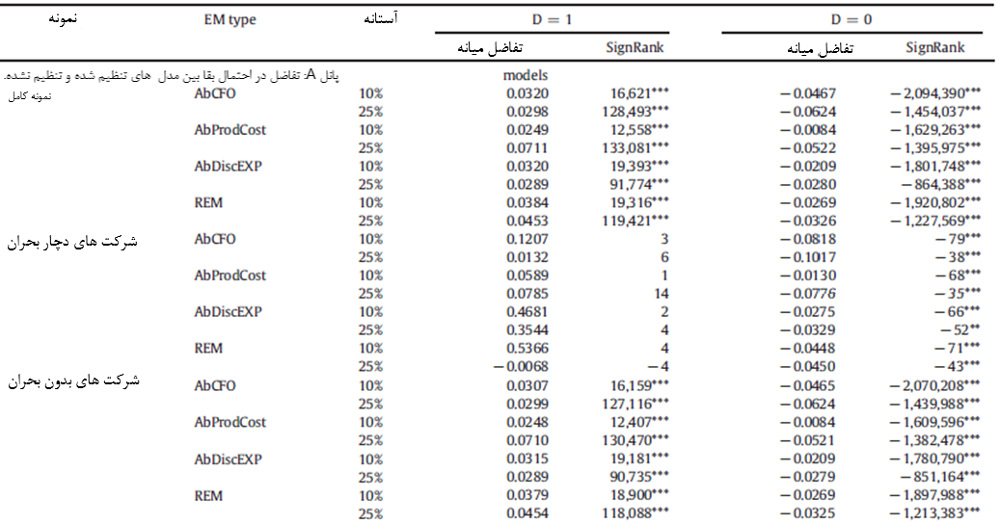 نمونه EM type آستانه D = 1 D = 0
تفاضل میانه SignRank تفاضل میانه SignRank
پانل A: تفاضل در احتمال بقا بین مدل های تنظیم شده و تنظیم نشده. models
نمونه کامل AbCFO 10% 0.0320 16,621*** −0.0467 −2,094,390***
25% 0.0298 128,493*** −0.0624 −1,454,037***
AbProdCost 10% 0.0249 12,558*** −0.0084 −1,629,263***
25% 0.0711 133,081*** −0.0522 −1,395,975***
AbDiscEXP 10% 0.0320 19,393*** −0.0209 −1,801,748***
25% 0.0289 91,774*** −0.0280 −864,388***
REM 10% 0.0384 19,316*** −0.0269 −1,920,802***
25% 0.0453 119,421*** −0.0326 −1,227,569***
شرکت های دچار بحران AbCFO 10% 0.1207 3 −0.0818 −79***
25% 0.0132 6 −0.1017 −38***
AbProdCost 10% 0.0589 1 −0.0130 −68***
25% 0.0785 14 −0.0776 −35***
AbDiscEXP 10% 0.4681 2 −0.0275 −66***
25% 0.3544 4 −0.0329 −52**
REM 10% 0.5366 4 −0.0448 −71***
25% −0.0068 −4 −0.0450 −43***
شرکت های بدون بحران AbCFO 10% 0.0307 16,159*** −0.0465 −2,070,208***
25% 0.0299 127,116*** −0.0624 −1,439,988***
AbProdCost 10% 0.0248 12,407*** −0.0084 −1,609,596***
25% 0.0710 130,470*** −0.0521 −1,382,478***
AbDiscEXP 10% 0.0315 19,181*** −0.0209 −1,780,790***
25% 0.0289 90,735*** −0.0279 −851,164***
REM 10% 0.0379 18,900*** −0.0269 −1,897,988***
25% 0.0454 118,088*** −0.0325 −1,213,383***